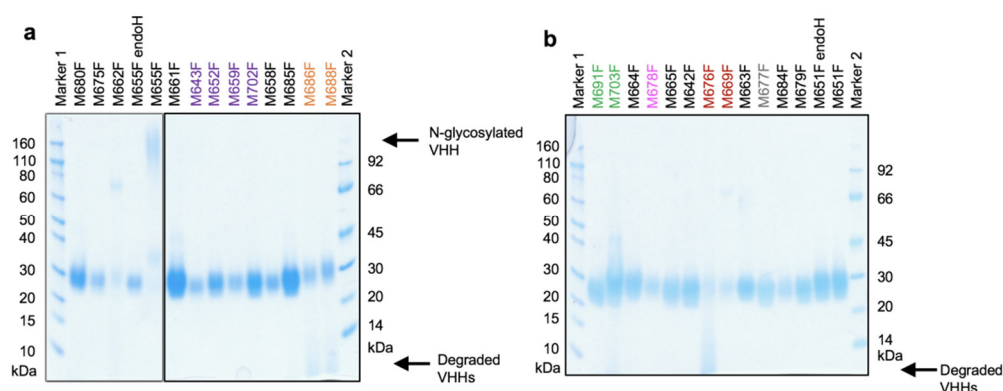 a
Marker 1
M680F
M675F
M662F
M655F endoH
M655F
M661F
M643F
M652F
M659F
M702F
M658F
M685F
M686F
M688F
Marker 2
160
110
80
60
50
40
30
20
15
10
kDa
92
66
45
30
20
14
kDa
N-glycosylated
VHH
Degraded
VHHs
b
Marker 1
M691F
M703F
M664F
M678F
M665F
M642F
M676F
M669F
M663F
M677F
M684F
M679F
M651F endoH
M651F
Marker 2
160
110
80
60
50
40
30
20
15
10
kDa
92
66
45
30
20
14
kDa
Degraded
VHHs